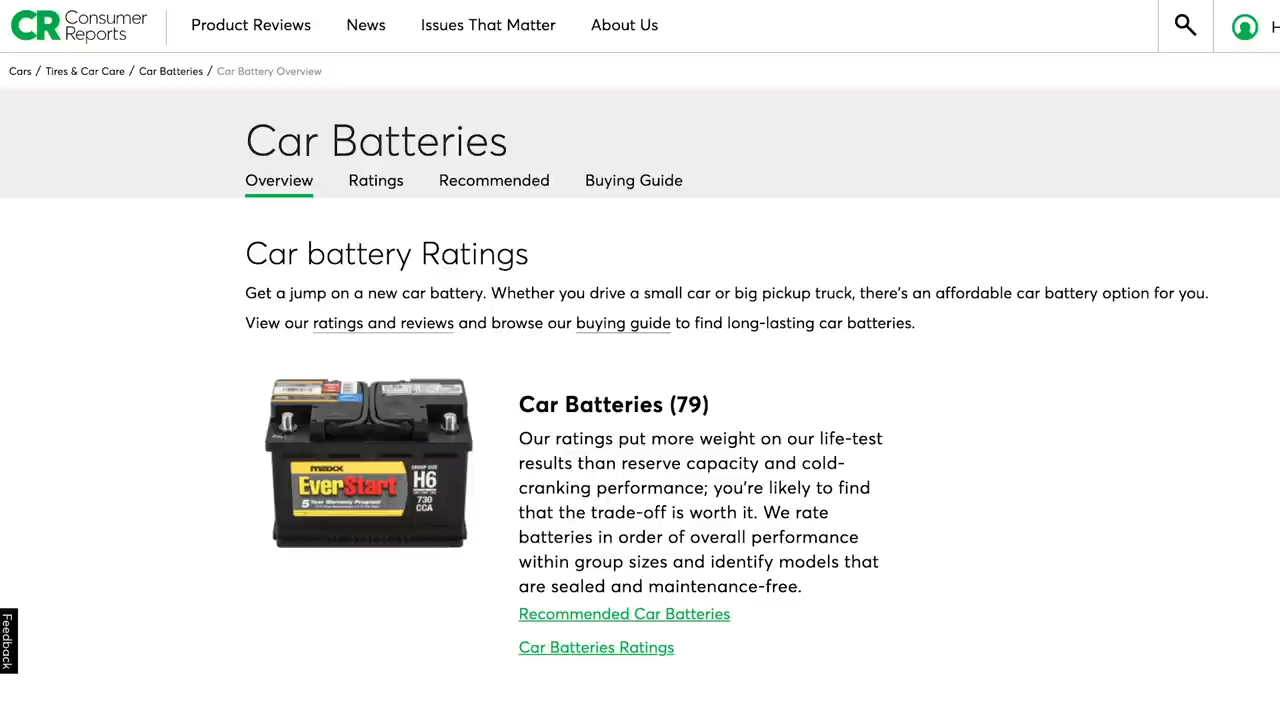 CR Consumer Reports
Product Reviews
News
Issues That Matter
About Us
H
Cars / Tires & Car Care / Car Batteries / Car Battery Overview
Car Batteries
Overview
Ratings
Recommended
Buying Guide
Car battery Ratings
Get a jump on a new car battery. Whether you drive a small car or big pickup truck, there's an affordable car battery option for you.
View our ratings and reviews and browse our buying guide to find long-lasting car batteries.
maxx
EverStart
5 Year Warranty Program
GROUP SIZE
H6
730
CCA
Car Batteries (79)
Our ratings put more weight on our life-test
results than reserve capacity and cold-
cranking performance; you're likely to find
that the trade-off is worth it. We rate
batteries in order of overall performance
within group sizes and identify models that
are sealed and maintenance-free.
Recommended Car Batteries
Car Batteries Ratings
Feedback